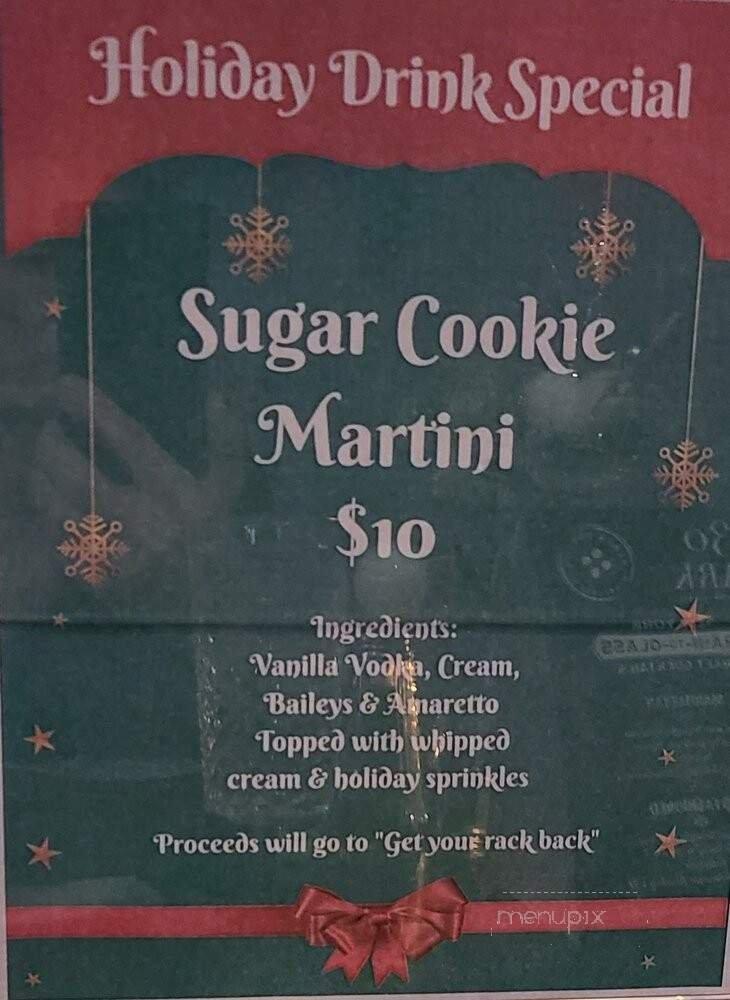 Holiday Drink Special
Sugar Cookie
Martini
$10
Ingredients:
Vanilla Vodka, Cream,
Baileys & Amaretto
Topped with whipped
cream & holiday sprinkles
Proceeds will go to "Get your rack back"
menupix